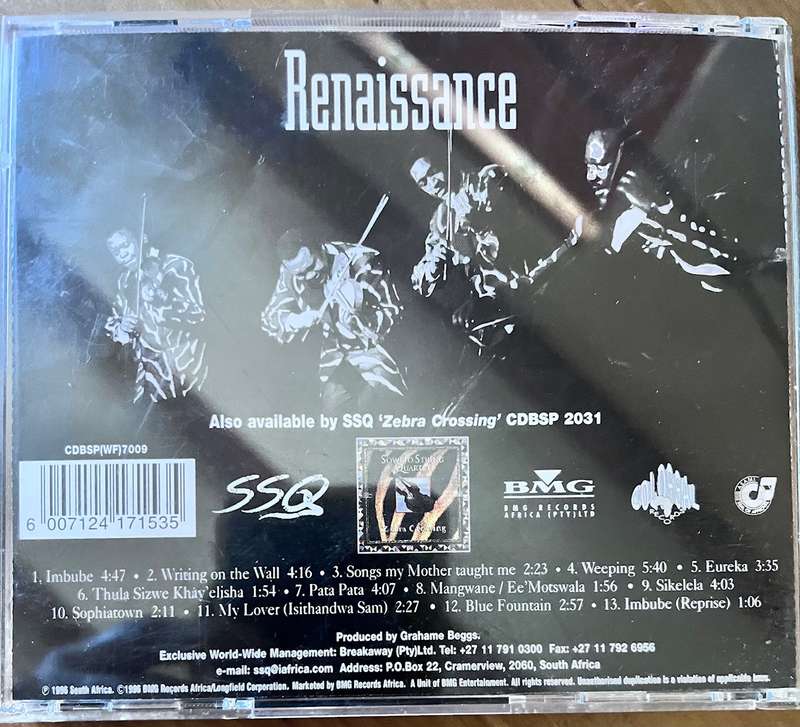 Renaissance
Also available by SSQ 'Zebra Crossing' CDBSP 2031
CDBSP(WF)7009
6 007124 171535
SSQ
SOWETO STRING
QUARTET
Zebra Crossing
BMG
BMG RECORDS
AFRICA (PTY)LTD
COLOSSAL
RECORDS
1. Imbube 4:47 • 2. Writing on the Wall 4:16 • 3. Songs my Mother taught me 2:23 • 4. Weeping 5:40 • 5. Eureka 3:35
6. Thula Sizwe Khay'elisha 1:54 • 7. Pata Pata 4:07 • 8. Mangwane / Ee'Motswala 1:56 • 9. Sikelela 4:03
10. Sophiatown 2:11 • 11. My Lover (Isithandwa Sam) 2:27 • 12. Blue Fountain 2:57 • 13. Imbube (Reprise) 1:06
Produced by Grahame Beggs.
Exclusive World-Wide Management: Breakaway (Pty)Ltd. Tel: +27 11 791 0300 Fax: +27 11 792 6956
e-mail: ssq@iafrica.com Address: P.O.Box 22, Cramerview, 2060, South Africa
℗ 1996 South Africa. ©1996 BMG Records Africa/Longfield Corporation. Marketed by BMG Records Africa. A Unit of BMG Entertainment. All rights reserved. Unauthorised duplication is a violation of applicable laws.